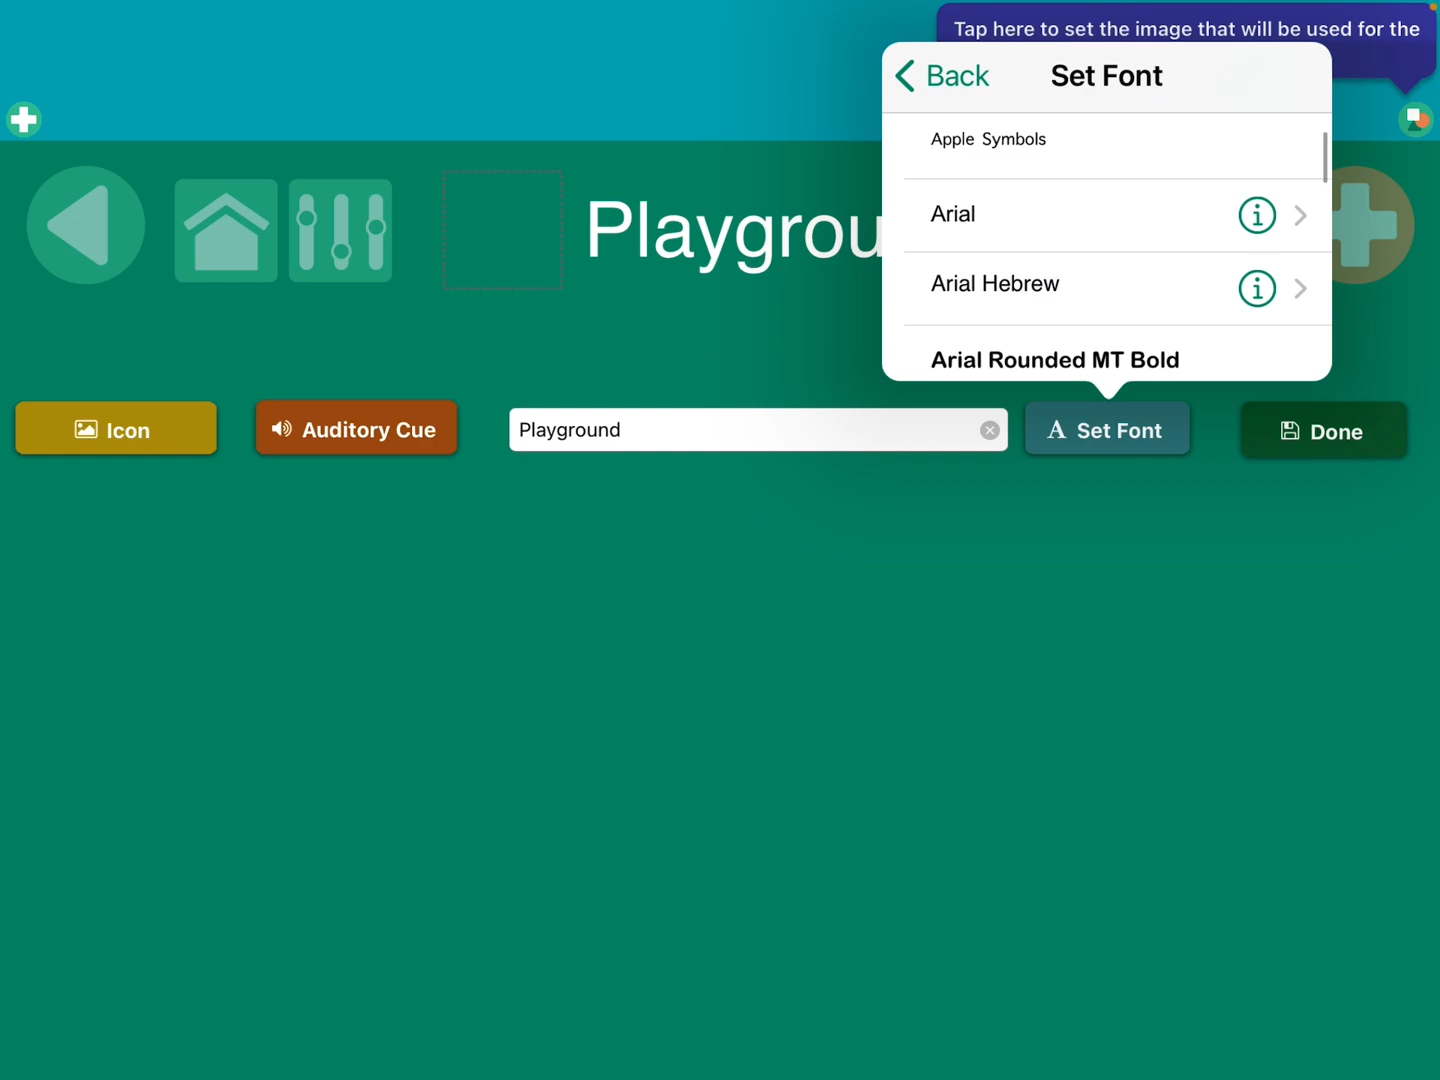 Tap here to set the image that will be used for the
Back
Set Font
Apple Symbols
Arial
Arial Hebrew
Arial Rounded MT Bold
Playgrou
Icon
Auditory Cue
Playground
A Set Font
Done